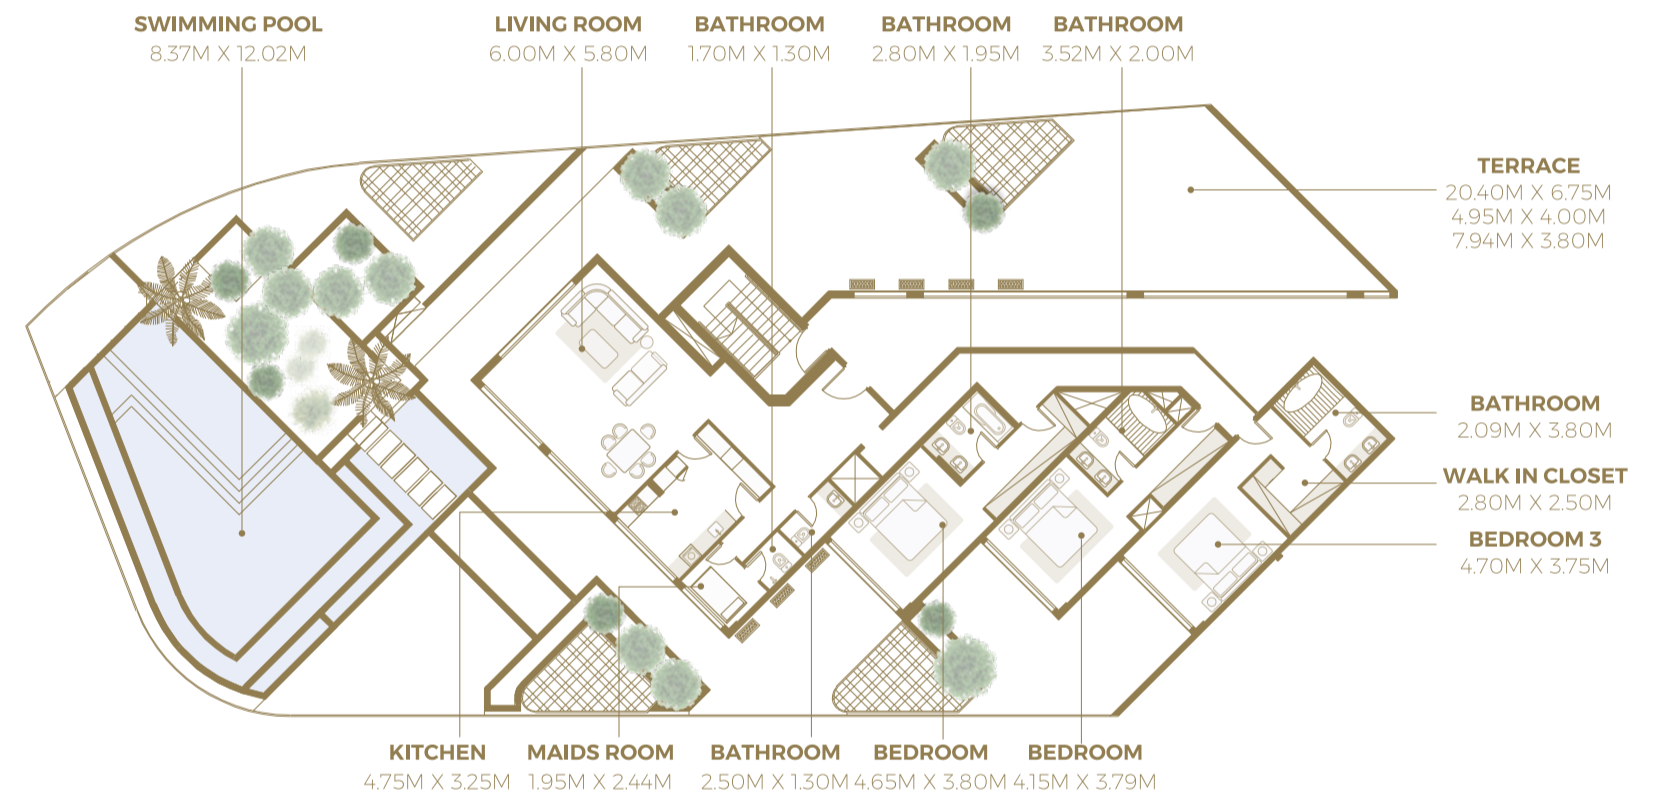 SWIMMING POOL
8.37M X 12.02M
LIVING ROOM
6.00M X 5.80M
BATHROOM
1.70M X 1.30M
BATHROOM
2.80M X 1.95M
BATHROOM
3.52M X 2.00M
TERRACE
20.40M X 6.75M
4.95M X 4.00M
7.94M X 3.80M
BATHROOM
2.09M X 3.80M
WALK IN CLOSET
2.80M X 2.50M
BEDROOM 3
4.70M X 3.75M
KITCHEN
4.75M X 3.25M
MAIDS ROOM
1.95M X 2.44M
BATHROOM
2.50M X 1.30M
BEDROOM
4.65M X 3.80M
BEDROOM
4.15M X 3.79M